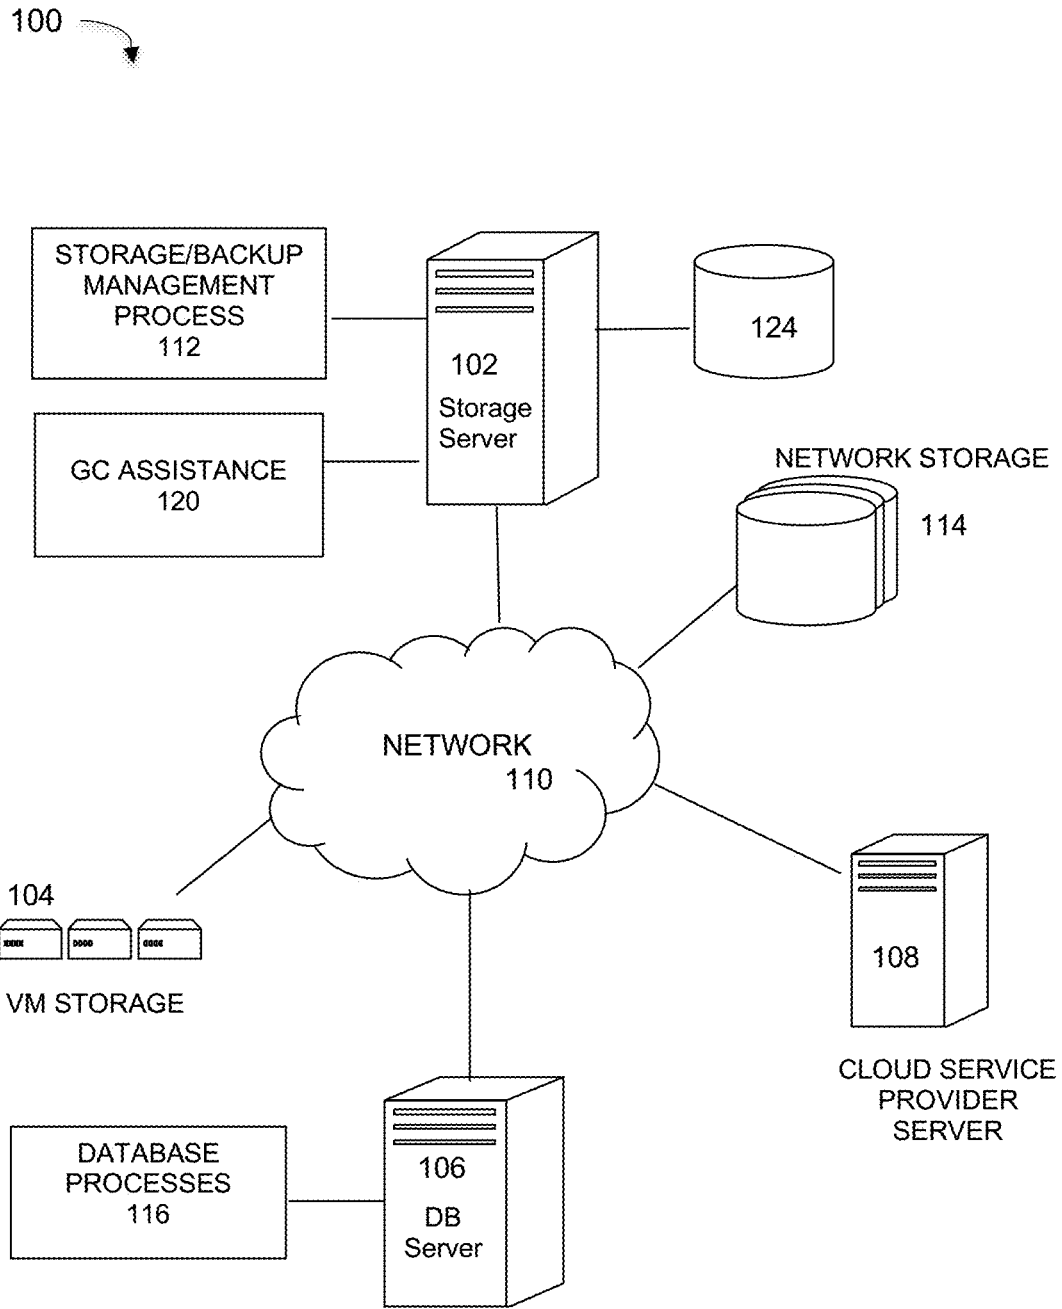 100
STORAGE/BACKUP
MANAGEMENT
PROCESS
112
102
Storage
Server
124
GC ASSISTANCE
120
NETWORK STORAGE
114
NETWORK
110
104
VM STORAGE
108
CLOUD SERVICE
PROVIDER
SERVER
DATABASE
PROCESSES
116
106
DB
Server